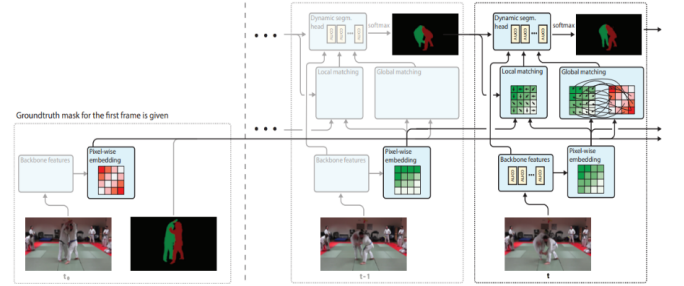 Groundtruth mask for the first frame is given
Backbone features
Pixel-wise
embedding
Dynamic segm.
head
softmax
Local matching
Global matching
Backbone features
Pixel-wise
embedding
t-1
Dynamic segm.
head
softmax
Local matching
Global matching
Backbone features
Pixel-wise
embedding
t